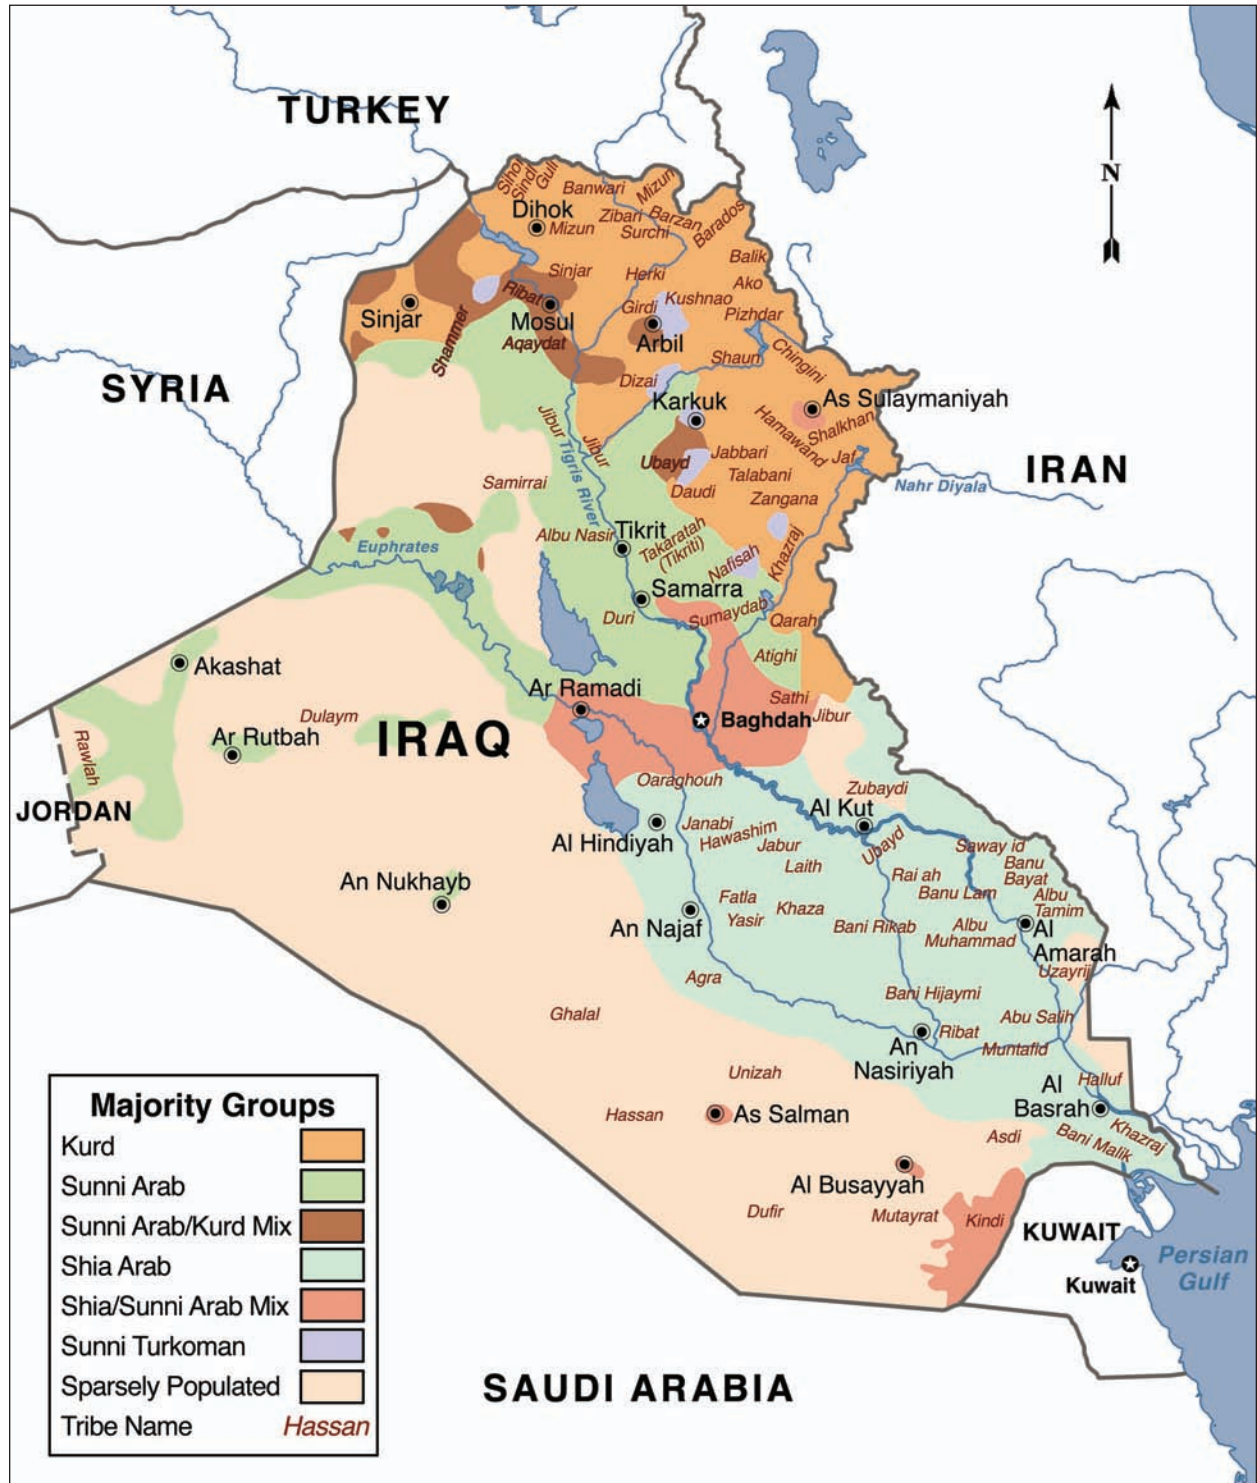 TURKEY
N
Sihol
Sindi
Guli
Banwari
Mizun
Dihok
Mizun
Zibari
Barzan
Surchi
Barados
Balik
Sinjar
Herki
Ako
Ribat
Kushnao
Girdi
Pizhdar
Sinjar
Mosul
Arbil
Shammer
Aqaydat
Shaun
Chingini
SYRIA
Dizai
Karkuk
As Sulaymaniyah
Jibur
Hamawand
Shalkhan
Jibur
Tigris River
Ubayd
Jabbari
Jaf
IRAN
Talabani
Samirrai
Daudi
Zangana
Nahr Diyala
Albu Nasir
Tikrit
Takaratah
(Tikriti)
Khazraj
Euphrates
Nafisah
Samarra
Duri
Sumaydab
Qarah
Atighi
Akashat
Ar Ramadi
Sathi
Dulaym
Baghdah
Jibur
Ar Rutbah
IRAQ
Rawlah
Oaraghouh
Zubaydi
JORDAN
Al Kut
Al Hindiyah
Janabi
Hawashim
Jabur
Ubayd
Saway id
Laith
Banu
Bayat
Rai ah
An Nukhayb
Banu Lam
Albu
Tamim
Fatla
Khaza
Yasir
An Najaf
Bani Rikab
Albu
Muhammad
Al
Amarah
Uzayrij
Agra
Bani Hijaymi
Ghalal
Abu Salih
Ribat
An
Nasiriyah
Muntafid
Unizah
Halluf
Al
Basrah
Hassan
As Salman
Khazraj
Asdi
Bani Malik
Al Busayyah
Dufir
Mutayrat
Kindi
KUWAIT
Kuwait
Persian
Gulf
SAUDI ARABIA
Majority Groups
Kurd
Sunni Arab
Sunni Arab/Kurd Mix
Shia Arab
Shia/Sunni Arab Mix
Sunni Turkoman
Sparsely Populated
Tribe Name Hassan